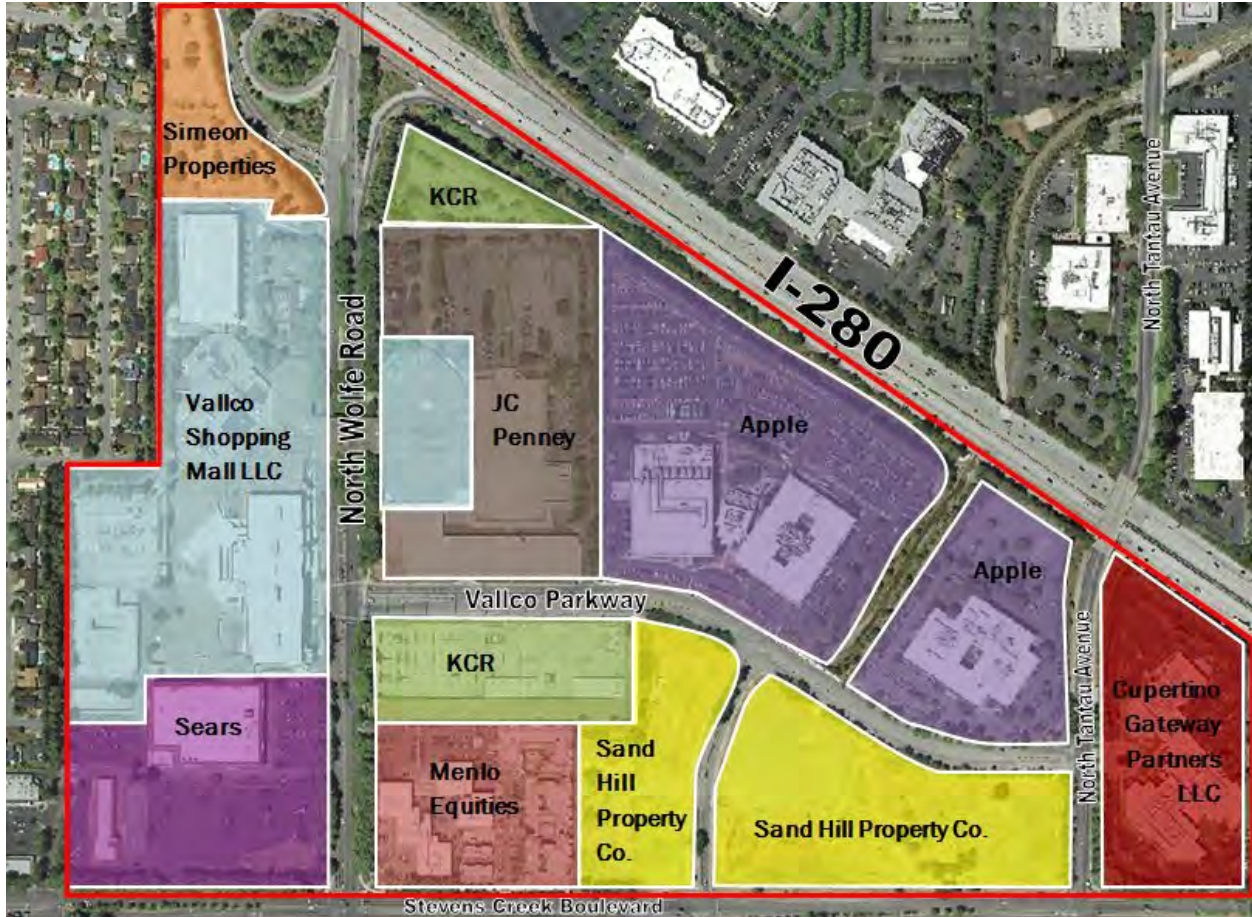 Simeon
Properties
KCR
I-280
North Tantau Avenue
North Wolfe Road
Vallco
Shopping
Mall LLC
JC
Penney
Apple
Apple
Vallco Parkway
KCR
Sears
Menlo
Equities
Sand
Hill
Property
Co.
Sand Hill Property Co.
North Tantau Avenue
Cupertino
Gateway
Partners
LLC
Stevens Creek Boulevard